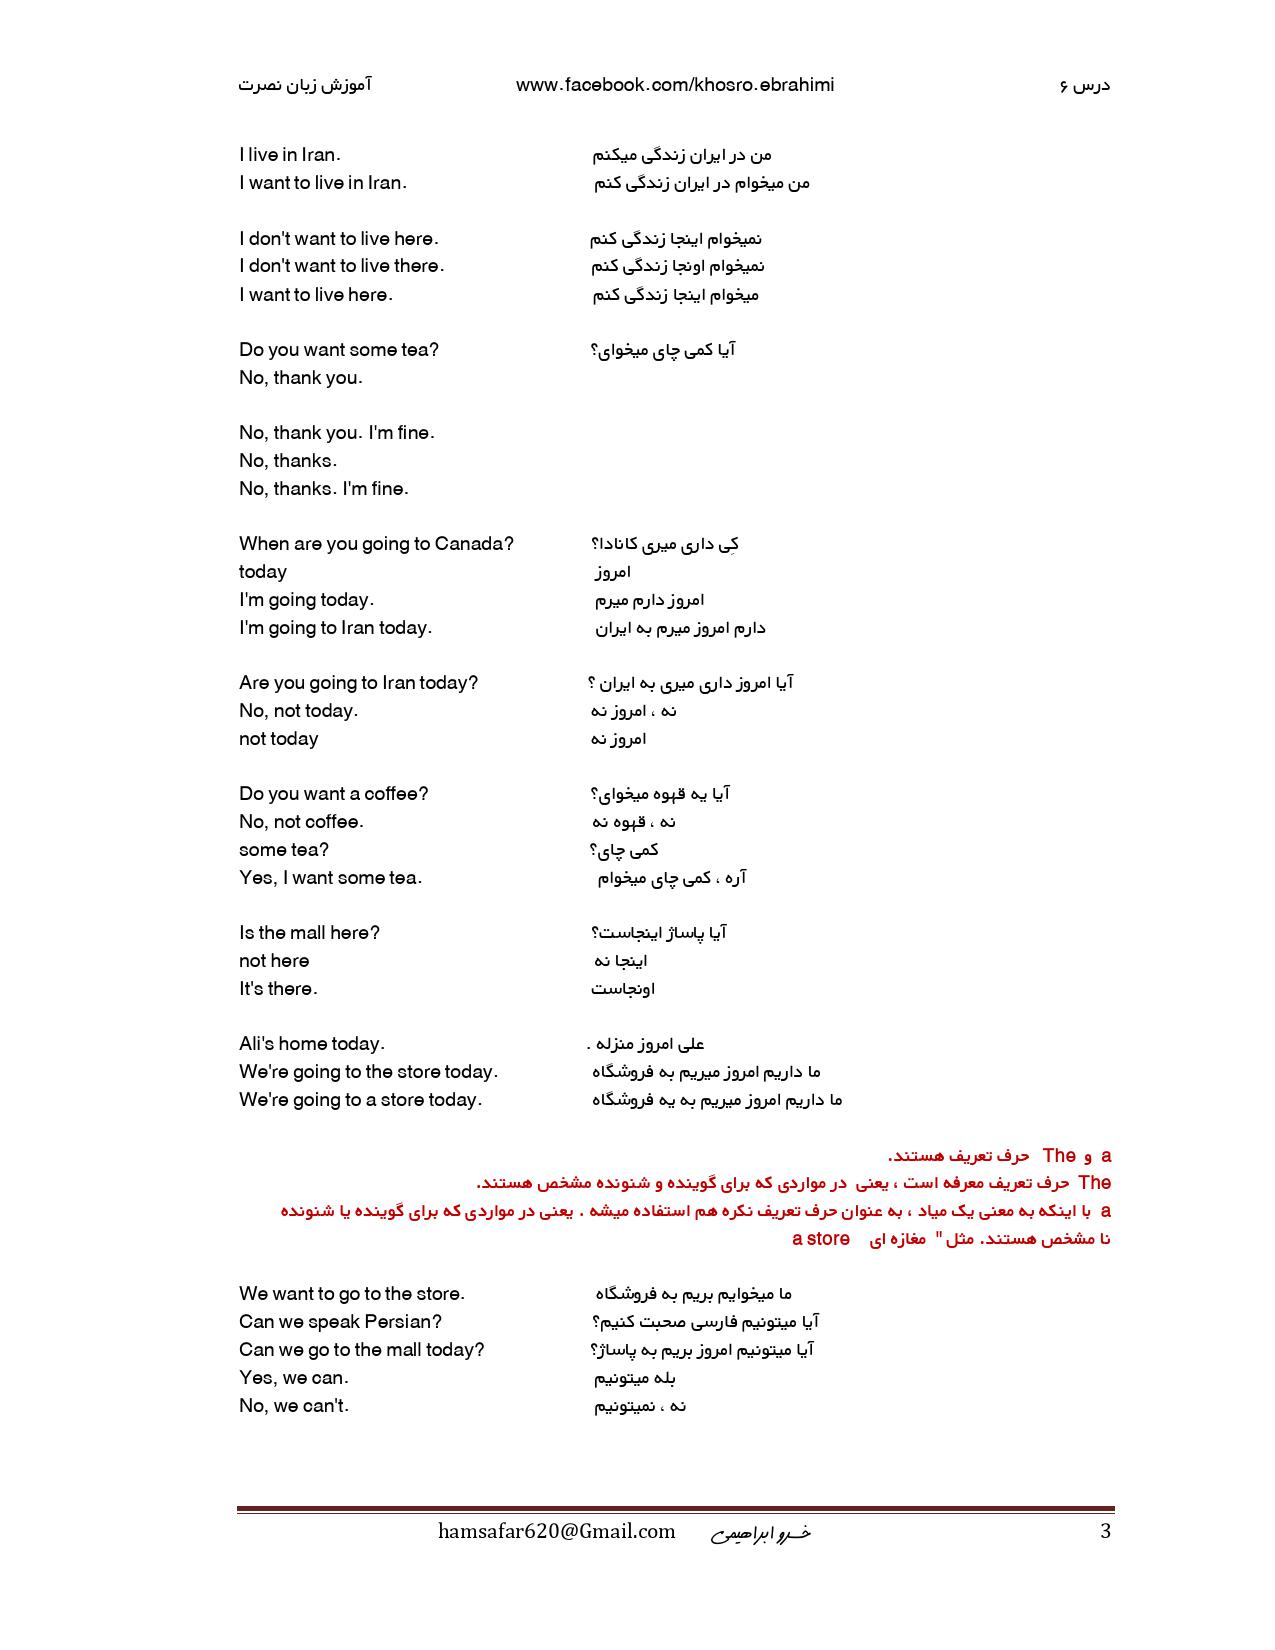 آموزش زبان نصرت www.facebook.com/khosro.ebrahimi درس ۶
I live in Iran. من در ایران زندگی میکنم
I want to live in Iran. من میخوام در ایران زندگی کنم
I don't want to live here. نمیخوام اینجا زندگی کنم
I don't want to live there. نمیخوام اونجا زندگی کنم
I want to live here. میخوام اینجا زندگی کنم
Do you want some tea? آیا کمی چای میخوای؟
No, thank you.
No, thank you. I'm fine.
No, thanks.
No, thanks. I'm fine.
When are you going to Canada? کِی داری میری کانادا؟
today امروز
I'm going today. امروز دارم میرم
I'm going to Iran today. دارم امروز میرم به ایران
Are you going to Iran today? آیا امروز داری میری به ایران ؟
No, not today. نه ، امروز نه
not today امروز نه
Do you want a coffee? آیا یه قهوه میخوای؟
No, not coffee. نه ، قهوه نه
some tea? کمی چای؟
Yes, I want some tea. آره ، کمی چای میخوام
Is the mall here? آیا پاساژ اینجاست؟
not here اینجا نه
It's there. اونجاست
Ali's home today. علی امروز منزله .
We're going to the store today. ما داریم امروز میریم به فروشگاه
We're going to a store today. ما داریم امروز میریم به یه فروشگاه
a و The حرف تعریف هستند.
The حرف تعریف معرفه است ، یعنی در مواردی که برای گوینده و شنونده مشخص هستند.
a با اینکه به معنی یک میاد ، به عنوان حرف تعریف نکره هم استفاده میشه . یعنی در مواردی که برای گوینده یا شنونده
نا مشخص هستند. مثل " مغازه ای a store
We want to go to the store. ما میخوایم بریم به فروشگاه
Can we speak Persian? آیا میتونیم فارسی صحبت کنیم؟
Can we go to the mall today? آیا میتونیم امروز بریم به پاساژ؟
Yes, we can. بله میتونیم
No, we can't. نه ، نمیتونیم
hamsafar620@Gmail.com خسرو ابراهیمی 3